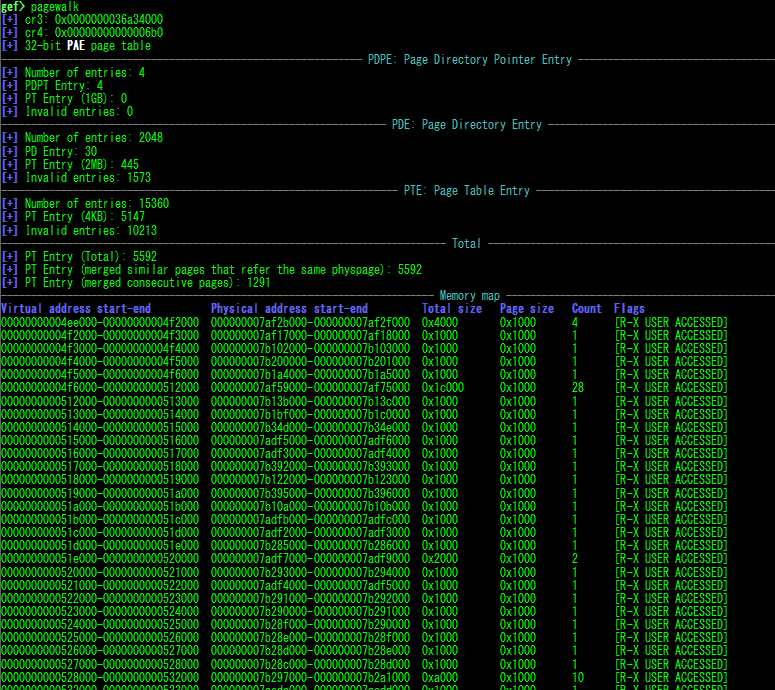 gef> pagewalk
[+] cr3: 0x0000000036a34000
[+] cr4: 0x00000000000006b0
[+] 32-bit PAE page table
PDPE: Page Directory Pointer Entry
[+] Number of entries: 4
[+] PDPT Entry: 4
[+] PT Entry (1GB): 0
[+] Invalid entries: 0
PDE: Page Directory Entry
[+] Number of entries: 2048
[+] PD Entry: 30
[+] PT Entry (2MB): 445
[+] Invalid entries: 1573
PTE: Page Table Entry
[+] Number of entries: 15360
[+] PT Entry (4KB): 5147
[+] Invalid entries: 10213
Total
[+] PT Entry (Total): 5592
[+] PT Entry (merged similar pages that refer the same physpage): 5592
[+] PT Entry (merged consecutive pages): 1291
Memory map
Virtual address start-end Physical address start-end Total size Page size Count Flags
00000000004ee000-00000000004f2000 000000007af2b000-000000007af2f000 0x4000 0x1000 4 [R-X USER ACCESSED]
00000000004f2000-00000000004f3000 000000007af17000-000000007af18000 0x1000 0x1000 1 [R-X USER ACCESSED]
00000000004f3000-00000000004f4000 000000007b102000-000000007b103000 0x1000 0x1000 1 [R-X USER ACCESSED]
00000000004f4000-00000000004f5000 000000007b200000-000000007b201000 0x1000 0x1000 1 [R-X USER ACCESSED]
00000000004f5000-00000000004f6000 000000007b1a4000-000000007b1a5000 0x1000 0x1000 1 [R-X USER ACCESSED]
00000000004f6000-0000000000512000 000000007af59000-000000007af75000 0x1c000 0x1000 28 [R-X USER ACCESSED]
0000000000512000-0000000000513000 000000007b13b000-000000007b13c000 0x1000 0x1000 1 [R-X USER ACCESSED]
0000000000513000-0000000000514000 000000007b1bf000-000000007b1c0000 0x1000 0x1000 1 [R-X USER ACCESSED]
0000000000514000-0000000000515000 000000007b34d000-000000007b34e000 0x1000 0x1000 1 [R-X USER ACCESSED]
0000000000515000-0000000000516000 000000007adf5000-000000007adf6000 0x1000 0x1000 1 [R-X USER ACCESSED]
0000000000516000-0000000000517000 000000007adf3000-000000007adf4000 0x1000 0x1000 1 [R-X USER ACCESSED]
0000000000517000-0000000000518000 000000007b392000-000000007b393000 0x1000 0x1000 1 [R-X USER ACCESSED]
0000000000518000-0000000000519000 000000007b122000-000000007b123000 0x1000 0x1000 1 [R-X USER ACCESSED]
0000000000519000-000000000051a000 000000007b395000-000000007b396000 0x1000 0x1000 1 [R-X USER ACCESSED]
000000000051a000-000000000051b000 000000007b10a000-000000007b10b000 0x1000 0x1000 1 [R-X USER ACCESSED]
000000000051b000-000000000051c000 000000007adfb000-000000007adfc000 0x1000 0x1000 1 [R-X USER ACCESSED]
000000000051c000-000000000051d000 000000007adf2000-000000007adf3000 0x1000 0x1000 1 [R-X USER ACCESSED]
000000000051d000-000000000051e000 000000007b285000-000000007b286000 0x1000 0x1000 1 [R-X USER ACCESSED]
000000000051e000-0000000000520000 000000007adf7000-000000007adf9000 0x2000 0x1000 2 [R-X USER ACCESSED]
0000000000520000-0000000000521000 000000007b293000-000000007b294000 0x1000 0x1000 1 [R-X USER ACCESSED]
0000000000521000-0000000000522000 000000007adf4000-000000007adf5000 0x1000 0x1000 1 [R-X USER ACCESSED]
0000000000522000-0000000000523000 000000007b291000-000000007b292000 0x1000 0x1000 1 [R-X USER ACCESSED]
0000000000523000-0000000000524000 000000007b290000-000000007b291000 0x1000 0x1000 1 [R-X USER ACCESSED]
0000000000524000-0000000000525000 000000007b28f000-000000007b290000 0x1000 0x1000 1 [R-X USER ACCESSED]
0000000000525000-0000000000526000 000000007b28e000-000000007b28f000 0x1000 0x1000 1 [R-X USER ACCESSED]
0000000000526000-0000000000527000 000000007b28d000-000000007b28e000 0x1000 0x1000 1 [R-X USER ACCESSED]
0000000000527000-0000000000528000 000000007b28c000-000000007b28d000 0x1000 0x1000 1 [R-X USER ACCESSED]
0000000000528000-0000000000532000 000000007b297000-000000007b2a1000 0xa000 0x1000 10 [R-X USER ACCESSED]